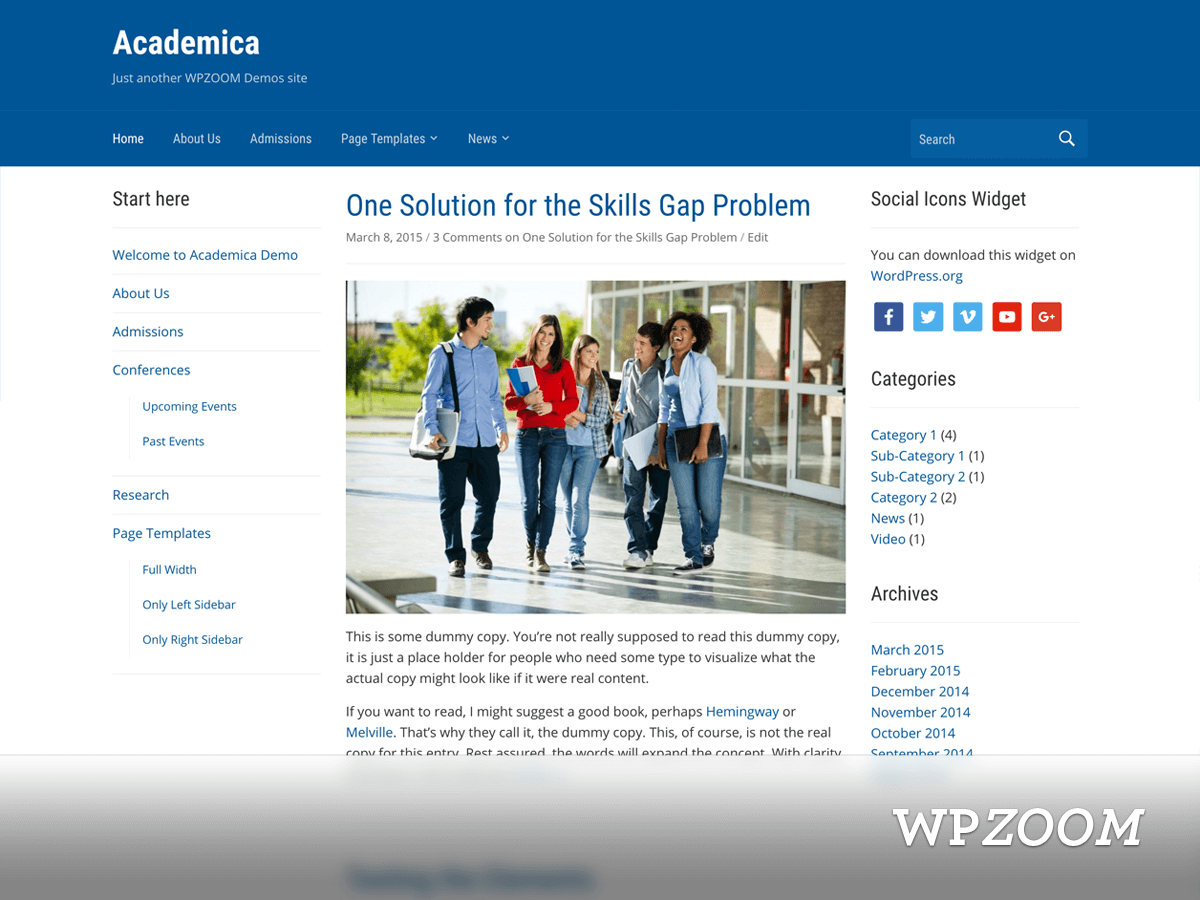 Academica
Just another WPZOOM Demos site
Home About Us Admissions Page Templates News Search
Start here
Welcome to Academica Demo
About Us
Admissions
Conferences
Upcoming Events
Past Events
Research
Page Templates
Full Width
Only Left Sidebar
Only Right Sidebar
One Solution for the Skills Gap Problem
March 8, 2015 / 3 Comments on One Solution for the Skills Gap Problem / Edit
This is some dummy copy. You’re not really supposed to read this dummy copy,
it is just a place holder for people who need some type to visualize what the
actual copy might look like if it were real content.
If you want to read, I might suggest a good book, perhaps Hemingway or
Melville. That’s why they call it, the dummy copy. This, of course, is not the real
copy for this entry. Rest assured, the words will expand the concept. With clarity
Social Icons Widget
You can download this widget on
WordPress.org
Categories
Category 1 (4)
Sub-Category 1 (1)
Sub-Category 2 (1)
Category 2 (2)
News (1)
Video (1)
Archives
March 2015
February 2015
December 2014
November 2014
October 2014
September 2014
WPZOOM